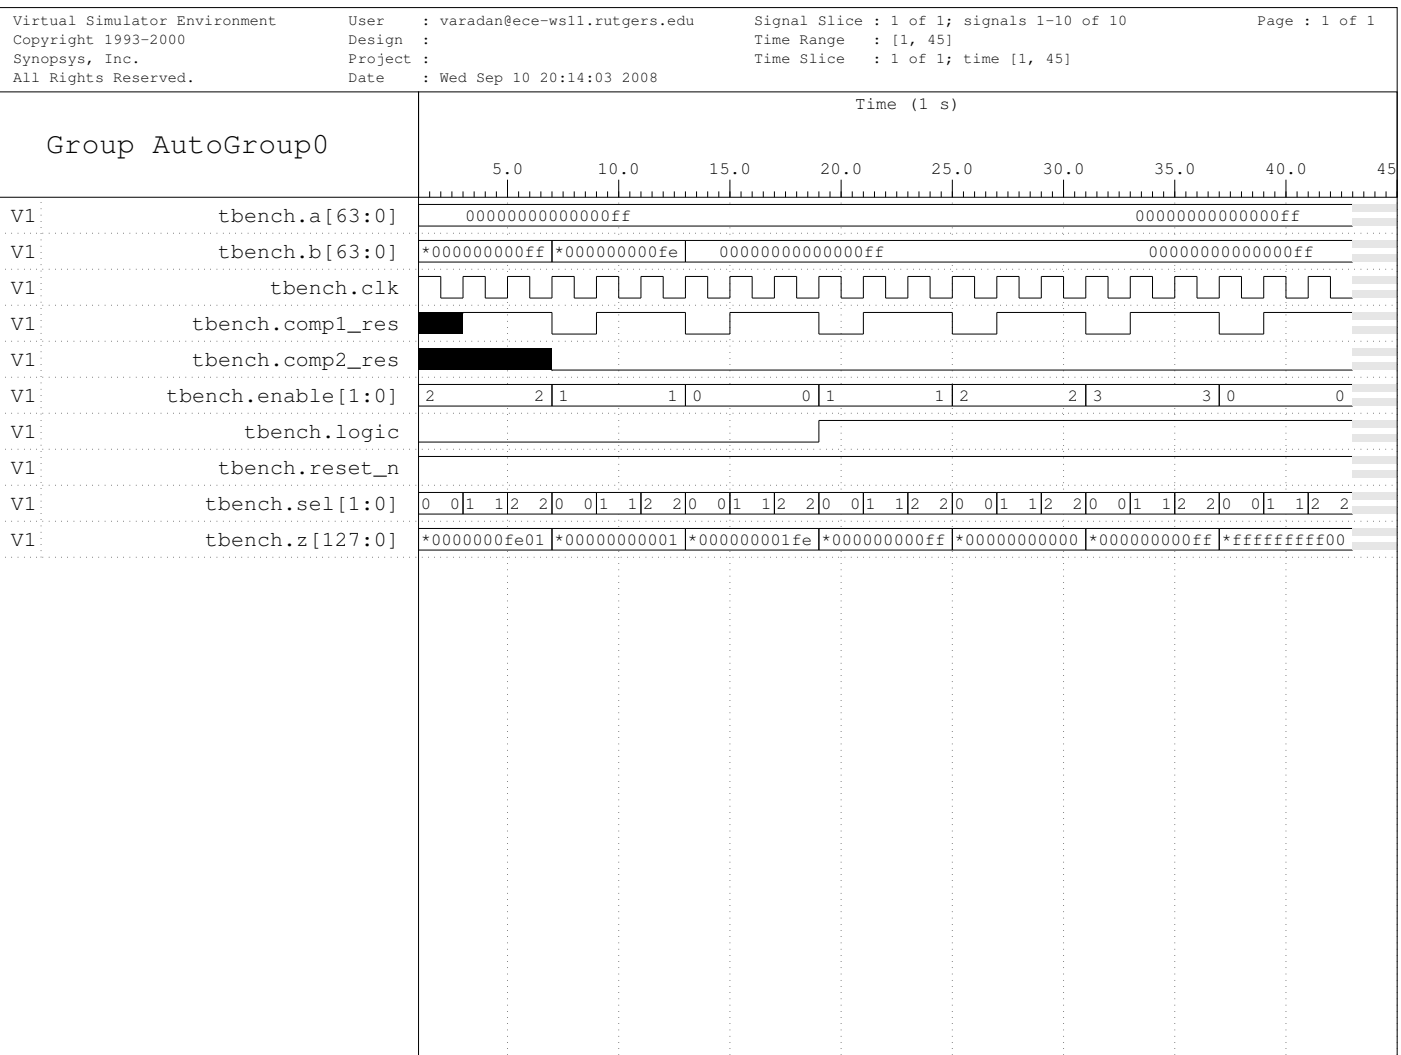 Virtual Simulator Environment User : varadan@ece-wsll.rutgers.edu Signal Slice : 1 of 1; signals 1-10 of 10 Page : 1 of 1
Copyright 1993-2000 Design : Time Range : [1, 45]
Synopsys, Inc. Project : Time Slice : 1 of 1; time [1, 45]
All Rights Reserved. Date : Wed Sep 10 20:14:03 2008
Time (1 s)
Group AutoGroup0
5.0 10.0 15.0 20.0 25.0 30.0 35.0 40.0 45
V1 tbench.a[63:0] 00000000000000ff 00000000000000ff
V1 tbench.b[63:0] *000000000ff *000000000fe 00000000000000ff 00000000000000ff
V1 tbench.clk
V1 tbench.comp1_res
V1 tbench.comp2_res
V1 tbench.enable[1:0] 2 2 1 1 0 0 1 1 2 2 3 3 0 0
V1 tbench.logic
V1 tbench.reset_n
V1 tbench.sel[1:0] 0 0 1 1 2 2 0 0 1 1 2 2 0 0 1 1 2 2 0 0 1 1 2 2 0 0 1 1 2 2 0 0 1 1 2 2 0 0 1 1 2 2
V1 tbench.z[127:0] *0000000fe01 *00000000001 *000000001fe *000000000ff *00000000000 *000000000ff *fffffffff00